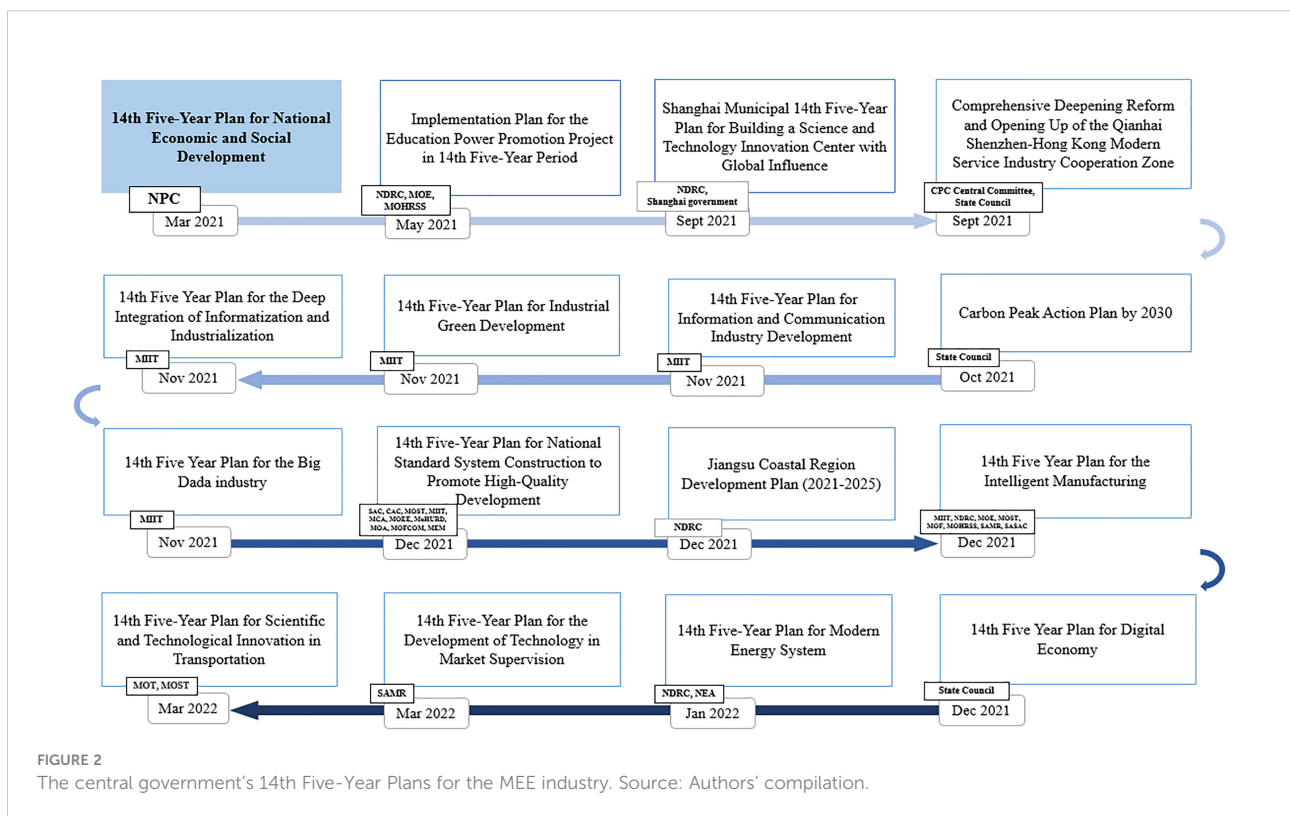 14th Five-Year Plan for National
Economic and Social
Development
NPC
Mar 2021
Implementation Plan for the
Education Power Promotion Project
in 14th Five-Year Period
NDRC, MOE,
MOHRSS
May 2021
Shanghai Municipal 14th Five-Year
Plan for Building a Science and
Technology Innovation Center with
Global Influence
NDRC,
Shanghai government
Sept 2021
Comprehensive Deepening Reform
and Opening Up of the Qianhai
Shenzhen-Hong Kong Modern
Service Industry Cooperation Zone
CPC Central Committee,
State Council
Sept 2021
14th Five Year Plan for the Deep
Integration of Informatization and
Industrialization
MIIT
Nov 2021
14th Five-Year Plan for Industrial
Green Development
MIIT
Nov 2021
14th Five-Year Plan for
Information and Communication
Industry Development
MIIT
Nov 2021
Carbon Peak Action Plan by 2030
State Council
Oct 2021
14th Five Year Plan for the Big
Dada industry
MIIT
Nov 2021
14th Five-Year Plan for National
Standard System Construction to
Promote High-Quality
Development
SAC, CAC, MOST, MIIT,
MCA, MOEE, MoHURD,
MOA, MOFCOM, MEM
Dec 2021
Jiangsu Coastal Region
Development Plan (2021-2025)
NDRC
Dec 2021
14th Five Year Plan for the
Intelligent Manufacturing
MIIT, NDRC, MOE, MOST,
MOF, MOHRSS, SAMR, SASAC
Dec 2021
14th Five-Year Plan for Scientific
and Technological Innovation in
Transportation
MOT, MOST
Mar 2022
14th Five-Year Plan for the
Development of Technology in
Market Supervision
SAMR
Mar 2022
14th Five-Year Plan for Modern
Energy System
NDRC, NEA
Jan 2022
14th Five Year Plan for Digital
Economy
State Council
Dec 2021
FIGURE 2
The central government's 14th Five-Year Plans for the MEE industry. Source: Authors' compilation.